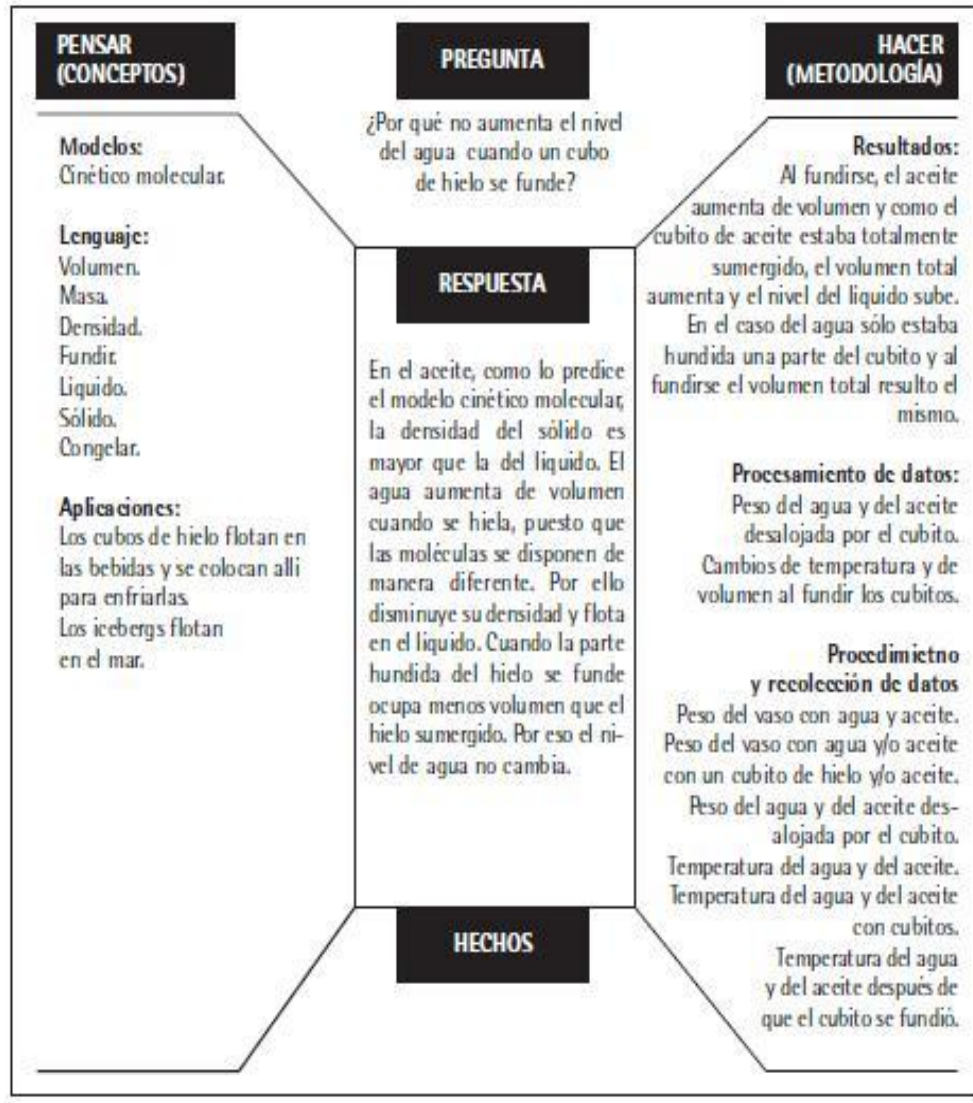 PENSAR
(CONCEPTOS)
Modelos:
Cinético molecular.
Lenguaje:
Volumen.
Masa.
Densidad.
Fundir.
Liquido.
Sólido.
Congelar.
Aplicaciones:
Los cubos de hielo flotan en
las bebidas y se colocan alli
para enfriarlas.
Los icebergs flotan
en el mar.
PREGUNTA
¿Por qué no aumenta el nivel
del agua cuando un cubo
de hielo se funde?
RESPUESTA
En el aceite, como lo predice
el modelo cinético molecular,
la densidad del sólido es
mayor que la del liquido. El
agua aumenta de volumen
cuando se hiela, puesto que
las moléculas se disponen de
manera diferente. Por ello
disminuye su densidad y flota
en el liquido. Cuando la parte
hundida del hielo se funde
ocupa menos volumen que el
hielo sumergido. Por eso el ni-
vel de agua no cambia.
HECHOS
HACER
(METODOLOGÍA)
Resultados:
Al fundirse, el aceite
aumenta de volumen y como el
cubito de aceite estaba totalmente
sumergido, el volumen total
aumenta y el nivel del liquido sube.
En el caso del agua sólo estaba
hundida una parte del cubito y al
fundirse el volumen total resulto el
mismo.
Procesamiento de datos:
Peso del agua y del aceite
desalojada por el cubito.
Cambios de temperatura y de
volumen al fundir los cubitos.
Procedimietno
y recolección de datos
Peso del vaso con agua y aceite.
Peso del vaso con agua y/o aceite
con un cubito de hielo y/o aceite.
Peso del agua y del aceite des-
alojada por el cubito.
Temperatura del agua y del aceite.
Temperatura del agua y del aceite
con cubitos.
Temperatura del agua
y del aceite después de
que el cubito se fundió.